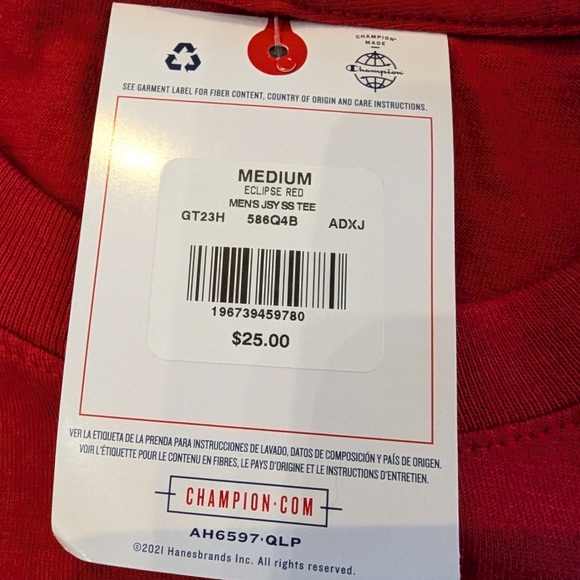 CHAMPION
MADE
Champion
SEE GARMENT LABEL FOR FIBER CONTENT, COUNTRY OF ORIGIN AND CARE INSTRUCTIONS.
MEDIUM
ECLIPSE RED
MEN'S JSY SS TEE
GT23H 586Q4B ADXJ
196739459780
$25.00
VER LA ETIQUETA DE LA PRENDA PARA INSTRUCCIONES DE LAVADO, DATOS DE COMPOSICIÓN Y PAÍS DE ORIGEN.
VOIR L'ÉTIQUETTE POUR LE CONTENU EN FIBRES, LE PAYS D'ORIGINE ET LE INSTRUCTIONS D'ENTRETIEN.
CHAMPION·COM
AH6597·QLP
©2021 Hanesbrands Inc. All rights reserved.